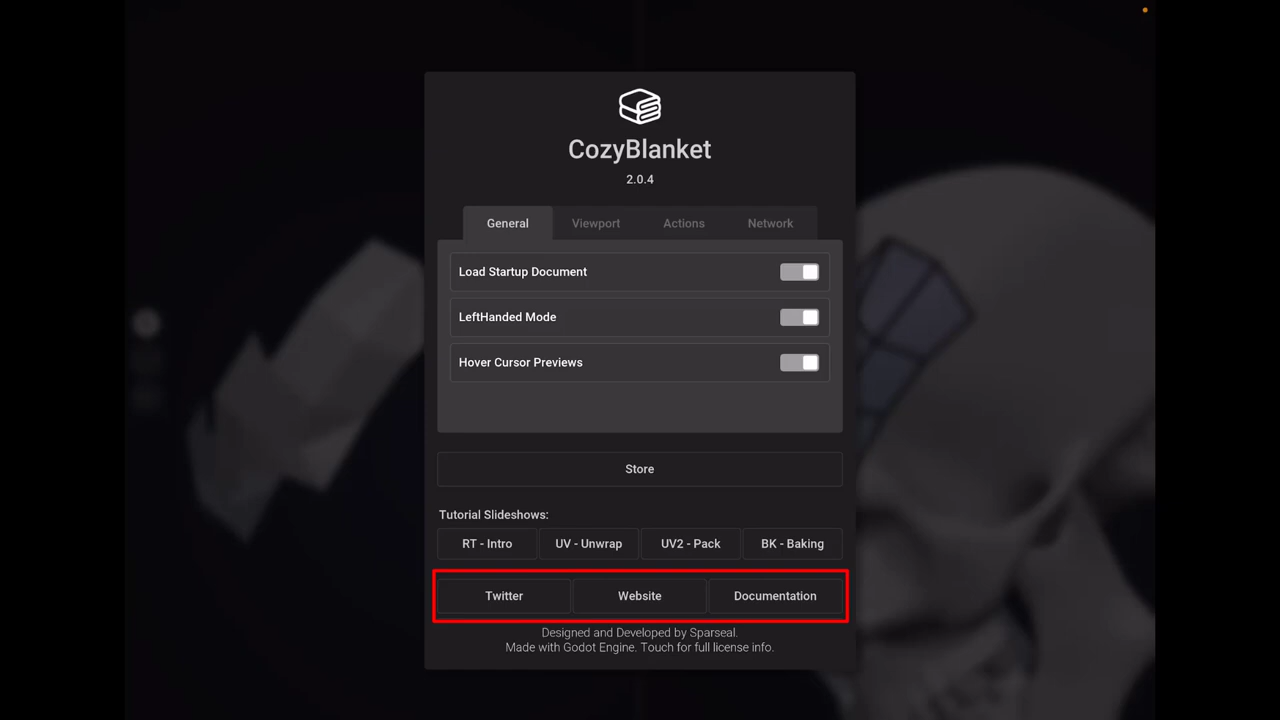 CozyBlanket
2.0.4
General Viewport Actions Network
Load Startup Document
LeftHanded Mode
Hover Cursor Previews
Store
Tutorial Slideshows:
RT - Intro UV - Unwrap UV2 - Pack BK - Baking
Twitter Website Documentation
Designed and Developed by Sparseal.
Made with Godot Engine. Touch for full license info.